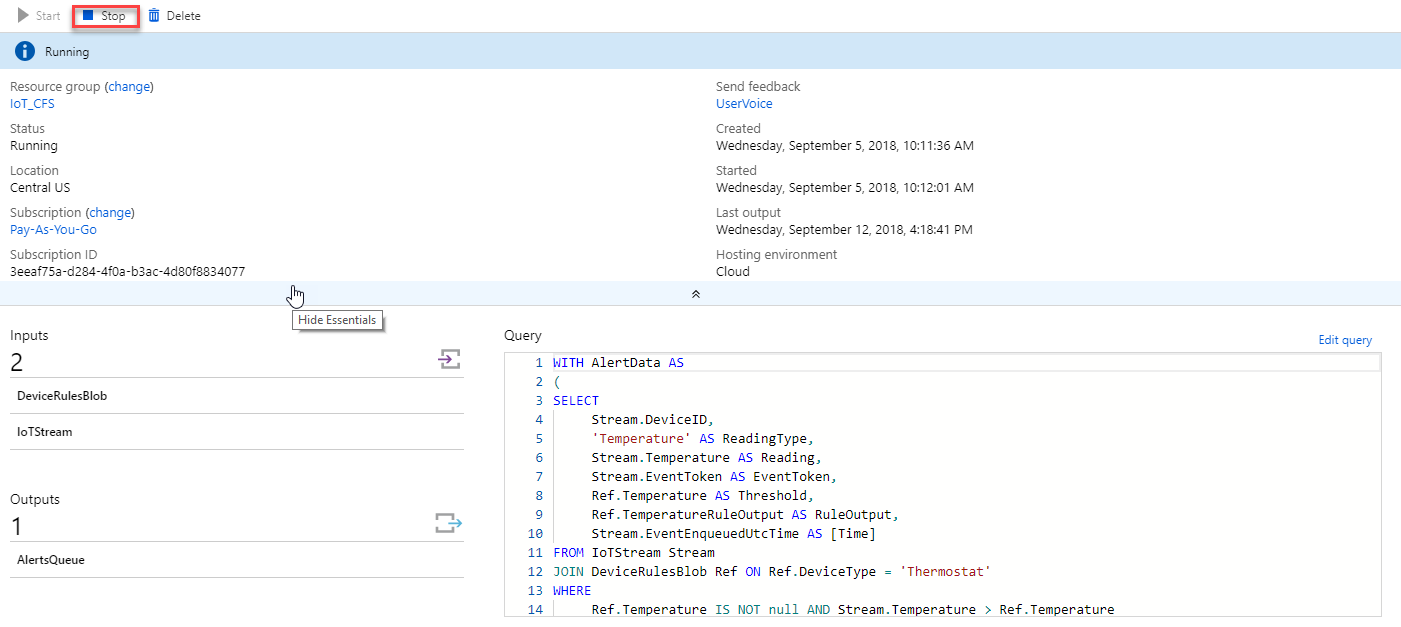 Start Stop Delete
Running
Resource group (change)
IoT_CFS
Status
Running
Location
Central US
Subscription (change)
Pay-As-You-Go
Subscription ID
3eeaf75a-d284-4f0a-b3ac-4d80f8834077
Send feedback
UserVoice
Created
Wednesday, September 5, 2018, 10:11:36 AM
Started
Wednesday, September 5, 2018, 10:12:01 AM
Last output
Wednesday, September 12, 2018, 4:18:41 PM
Hosting environment
Cloud
Hide Essentials
Inputs
2
DeviceRulesBlob
IoTStream
Outputs
1
AlertsQueue
Query
Edit query
1 WITH AlertData AS
2 (
3 SELECT
4 Stream.DeviceID,
5 'Temperature' AS ReadingType,
6 Stream.Temperature AS Reading,
7 Stream.EventToken AS EventToken,
8 Ref.Temperature AS Threshold,
9 Ref.TemperatureRuleOutput AS RuleOutput,
10 Stream.EventEnqueuedUtcTime AS [Time]
11 FROM IoTStream Stream
12 JOIN DeviceRulesBlob Ref ON Ref.DeviceType = 'Thermostat'
13 WHERE
14 Ref.Temperature IS NOT null AND Stream.Temperature > Ref.Temperature